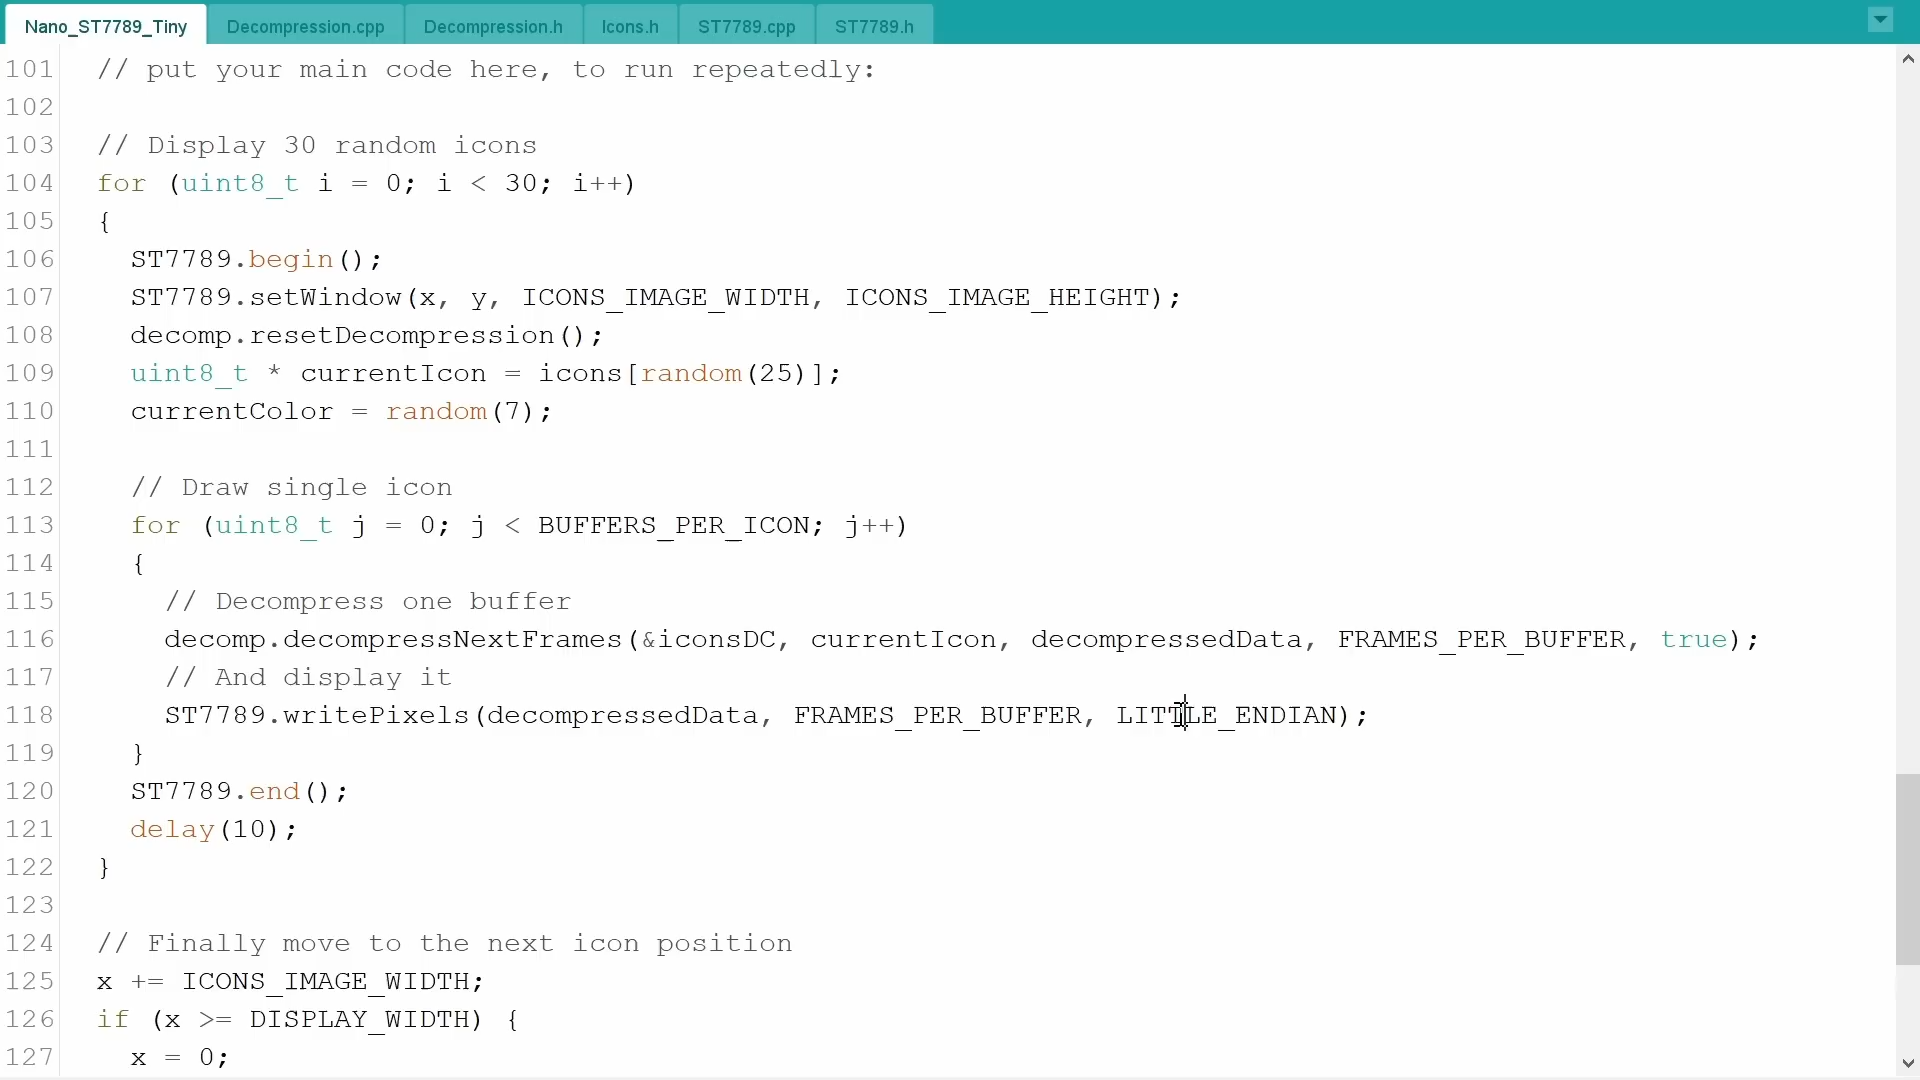 Nano_ST7789_Tiny Decompression.cpp Decompression.h Icons.h ST7789.cpp ST7789.h
101 // put your main code here, to run repeatedly:
102
103 // Display 30 random icons
104 for (uint8_t i = 0; i < 30; i++)
105 {
106 ST7789.begin();
107 ST7789.setWindow(x, y, ICONS_IMAGE_WIDTH, ICONS_IMAGE_HEIGHT);
108 decomp.resetDecompression();
109 uint8_t * currentIcon = icons[random(25)];
110 currentColor = random(7);
111
112 // Draw single icon
113 for (uint8_t j = 0; j < BUFFERS_PER_ICON; j++)
114 {
115 // Decompress one buffer
116 decomp.decompressNextFrames(&iconsDC, currentIcon, decompressedData, FRAMES_PER_BUFFER, true);
117 // And display it
118 ST7789.writePixels(decompressedData, FRAMES_PER_BUFFER, LITTLE_ENDIAN);
119 }
120 ST7789.end();
121 delay(10);
122 }
123
124 // Finally move to the next icon position
125 x += ICONS_IMAGE_WIDTH;
126 if (x >= DISPLAY_WIDTH) {
127 x = 0;